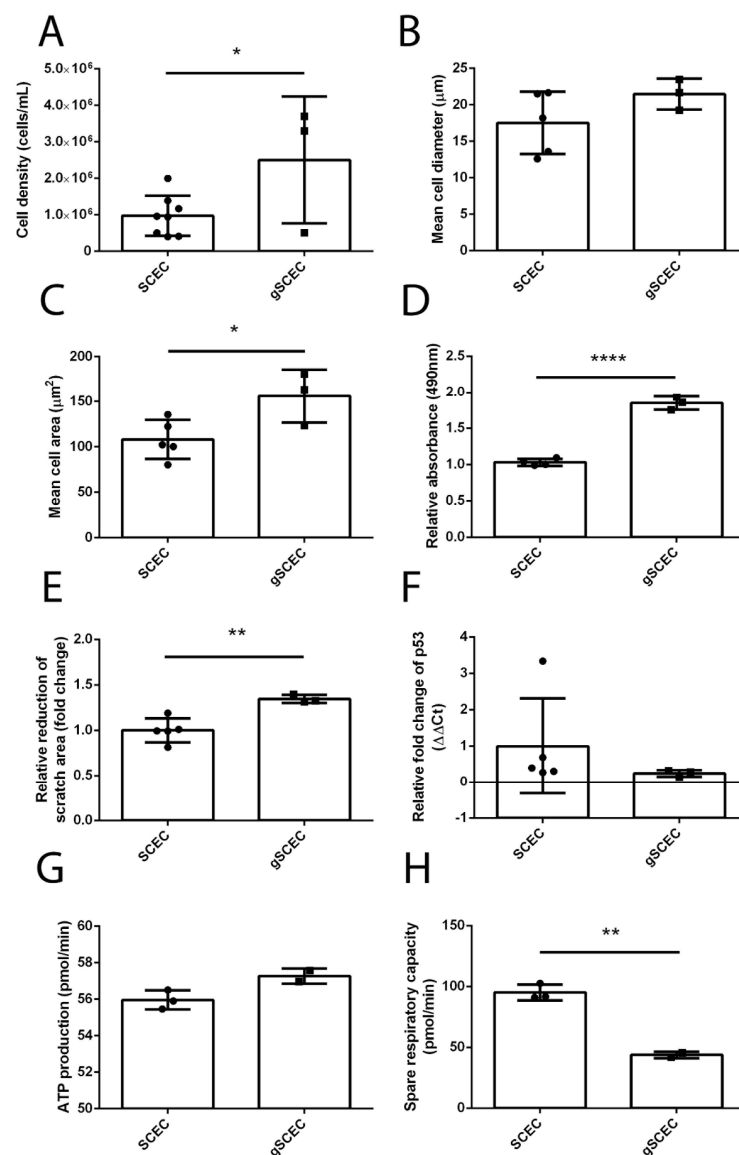 A
Cell density (cells/mL)
5.0×10⁶
4.0×10⁶
3.0×10⁶
2.0×10⁶
1.0×10⁶
0
*
SCEC
gSCEC
B
Mean cell diameter (μm)
25
20
15
10
5
0
SCEC
gSCEC
C
Mean cell area (μm²)
200
150
100
50
0
*
SCEC
gSCEC
D
Relative absorbance (490nm)
2.5
2.0
1.5
1.0
0.5
0.0
****
SCEC
gSCEC
E
Relative reduction of
scratch area (fold change)
2.0
1.5
1.0
0.5
0.0
**
SCEC
gSCEC
F
Relative fold change of p53
(ΔΔCt)
4
3
2
1
0
-1
SCEC
gSCEC
G
ATP production (pmol/min)
60
58
56
54
52
50
SCEC
gSCEC
H
Spare respiratory capacity
(pmol/min)
150
100
50
0
**
SCEC
gSCEC